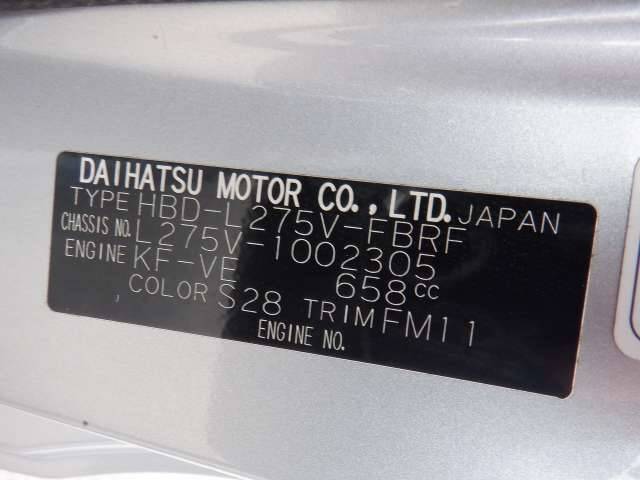 DAIHATSU MOTOR CO., LTD. JAPAN
TYPE HBD-L275V-FBRF
CHASSIS NO. L275V-1002305
ENGINE KF-VE 658cc
COLOR S28 TRIM FM11
ENGINE NO.